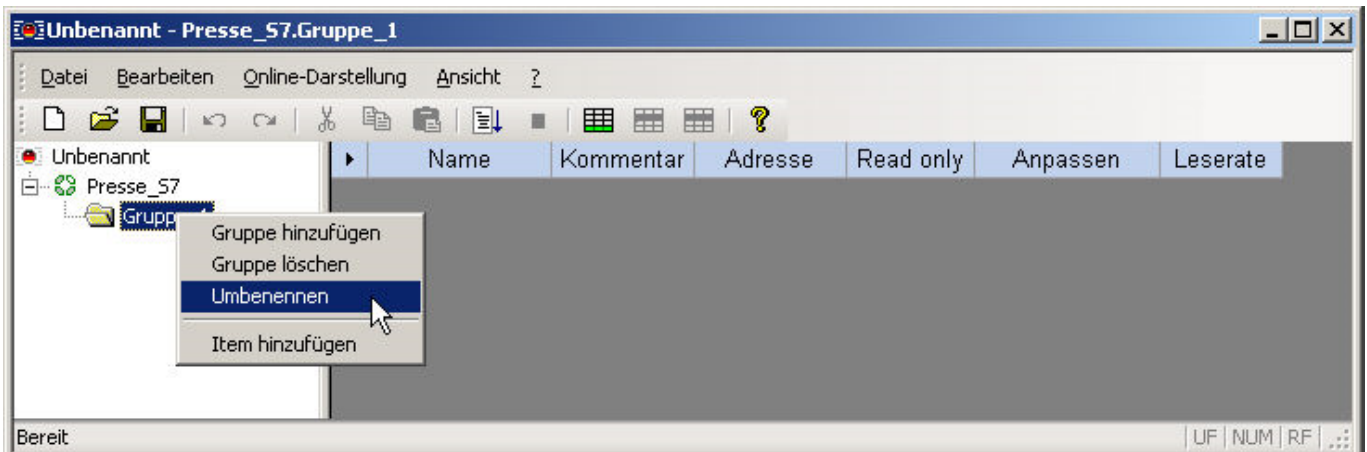 Unbenannt - Presse_S7.Gruppe_1
Datei Bearbeiten Online-Darstellung Ansicht ?
Unbenannt
Name Kommentar Adresse Read only Anpassen Leserate
Presse_S7
Gruppe_1
Gruppe hinzufügen
Gruppe löschen
Umbenennen
Item hinzufügen
Bereit UF NUM RF